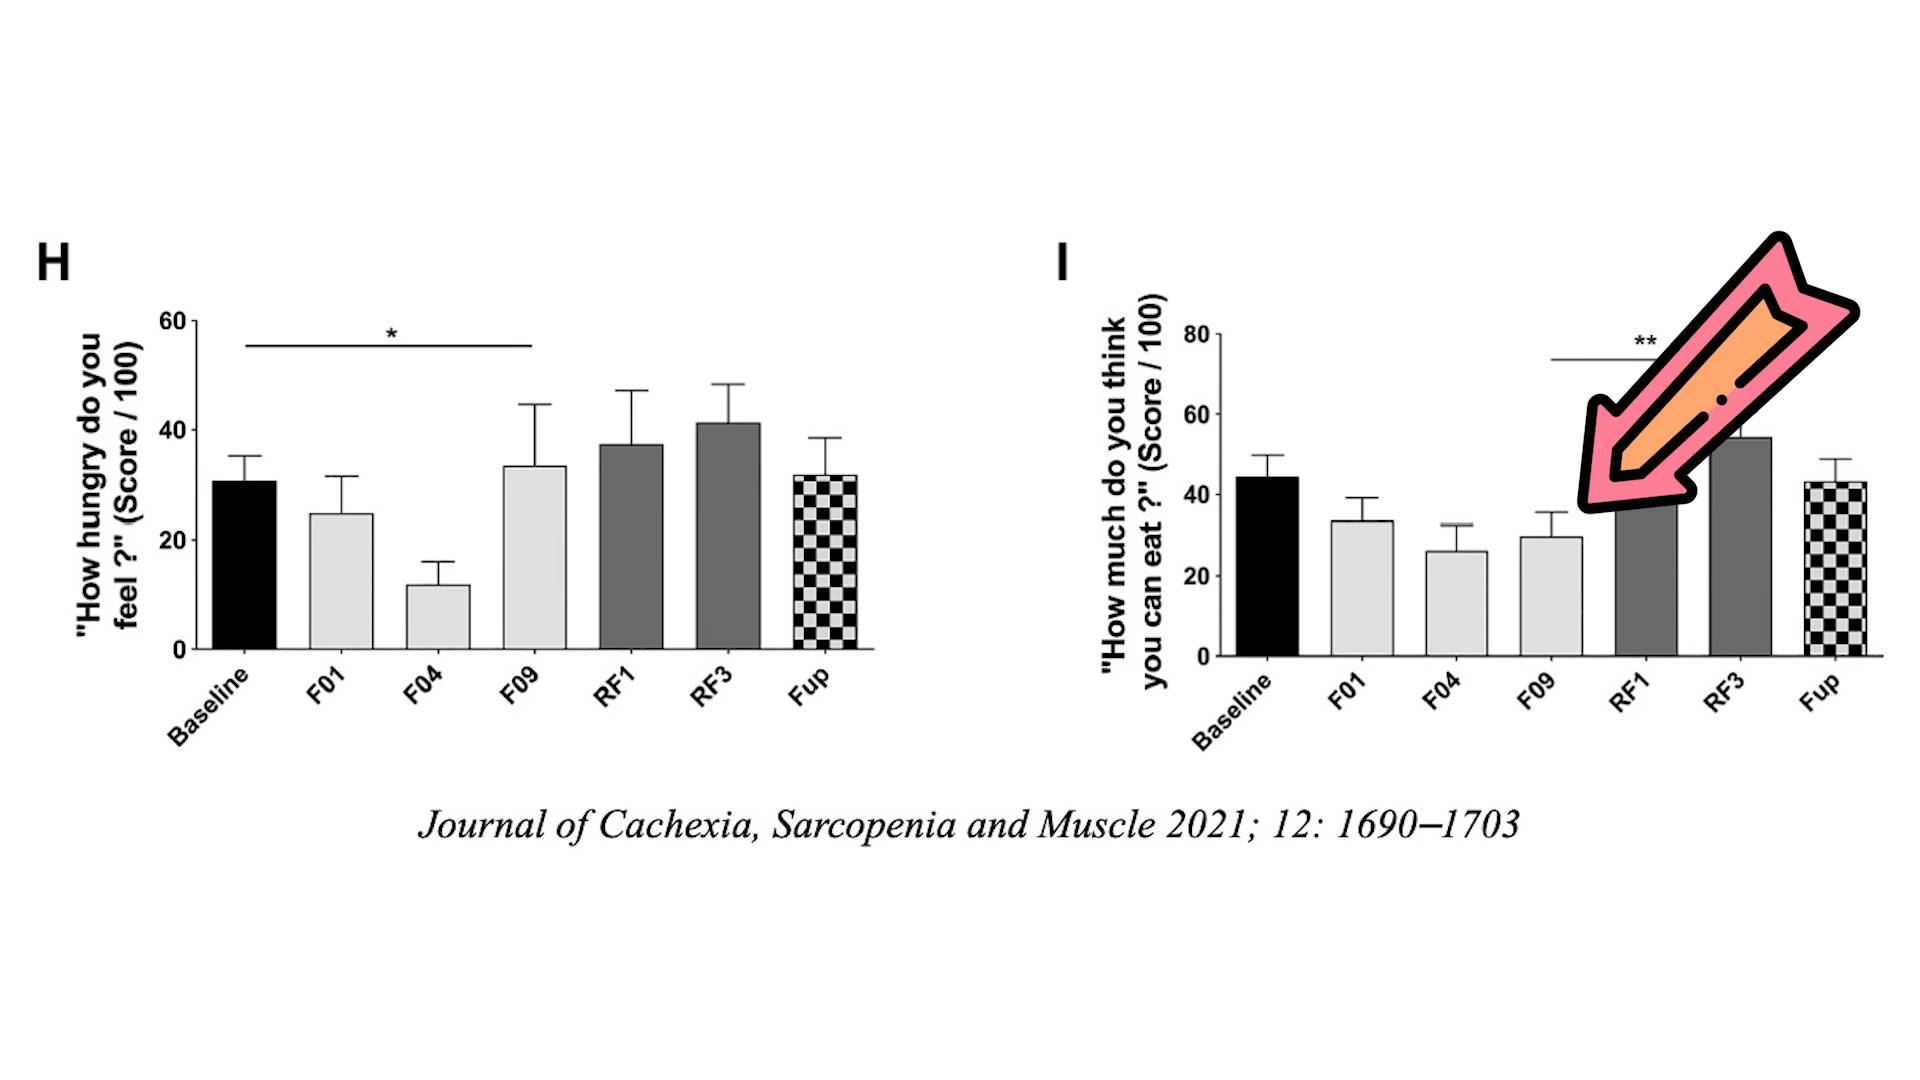 H
"How hungry do you
feel ?" (Score / 100)
60
40
20
0
*
Baseline
F01
F04
F09
RF1
RF3
Fup
I
"How much do you think
you can eat ?" (Score / 100)
80
60
40
20
0
**
Baseline
F01
F04
F09
RF1
RF3
Fup
Journal of Cachexia, Sarcopenia and Muscle 2021; 12: 1690–1703